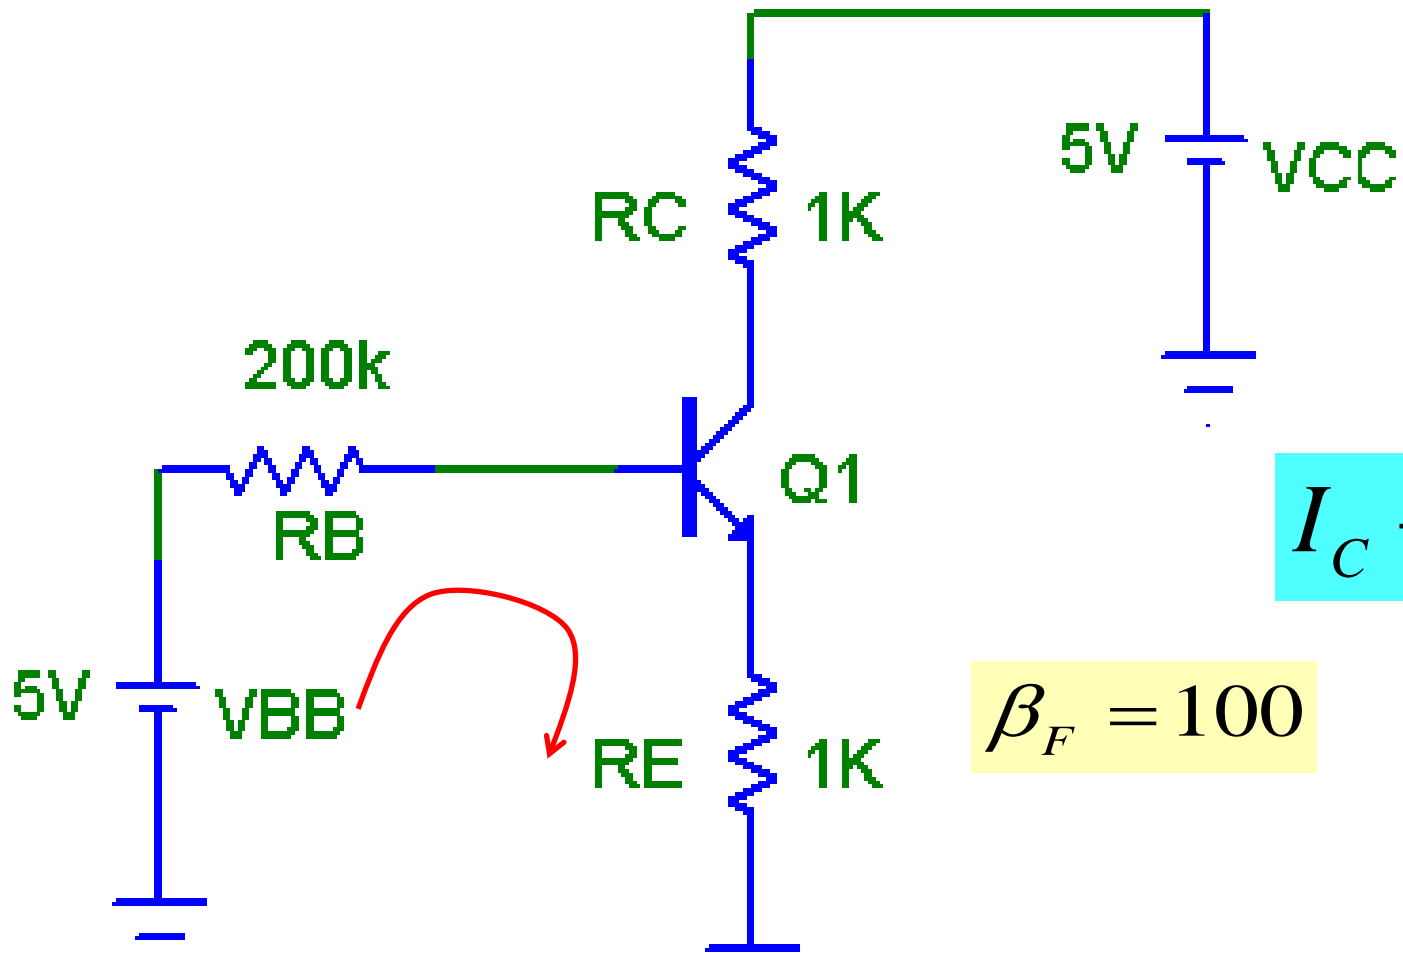 5V VCC
RC 1K
200k
RB
Q1
I_C
β_F = 100
5V VBB
RE 1K